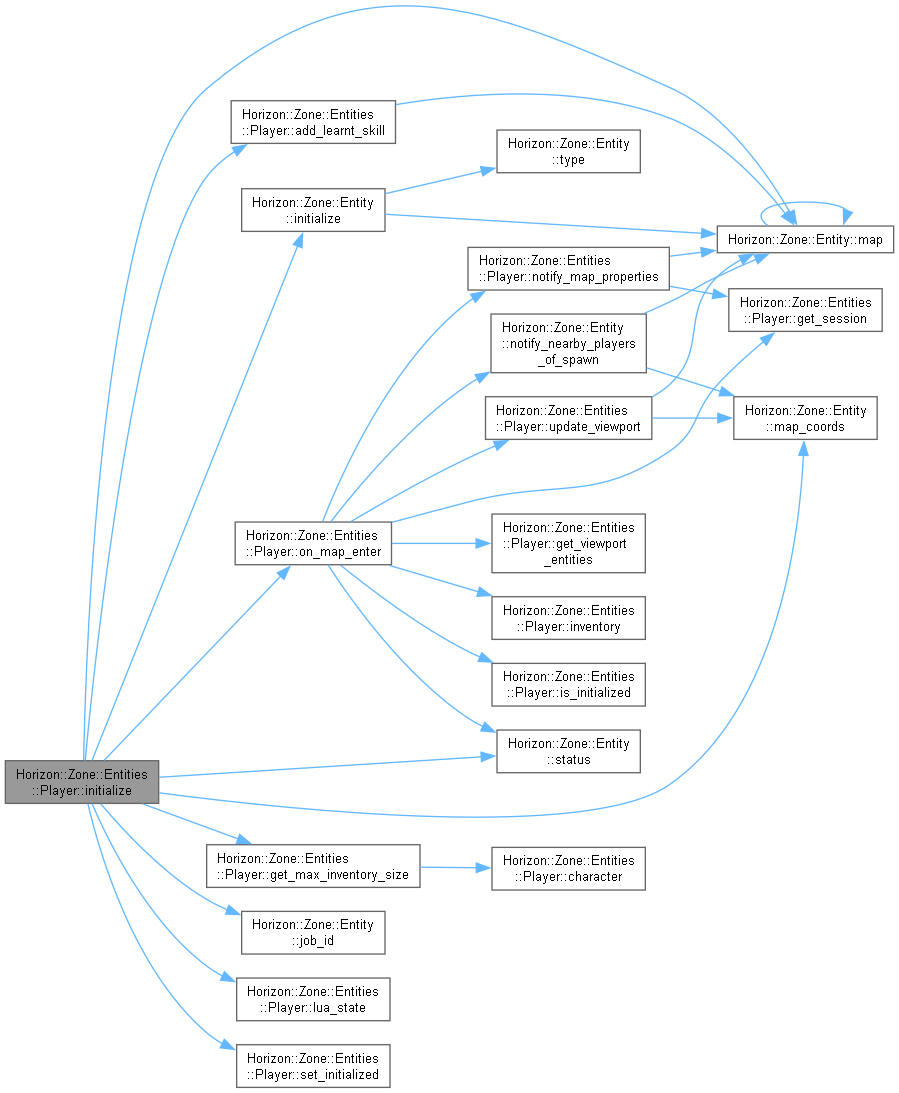 Horizon::Zone::Entities
::Player::add_learnt_skill
Horizon::Zone::Entity
::type
Horizon::Zone::Entity
::initialize
Horizon::Zone::Entity::map
Horizon::Zone::Entities
::Player::notify_map_properties
Horizon::Zone::Entities
::Player::get_session
Horizon::Zone::Entity
::notify_nearby_players
_of_spawn
Horizon::Zone::Entities
::Player::update_viewport
Horizon::Zone::Entity
::map_coords
Horizon::Zone::Entities
::Player::on_map_enter
Horizon::Zone::Entities
::Player::get_viewport
_entities
Horizon::Zone::Entities
::Player::inventory
Horizon::Zone::Entities
::Player::is_initialized
Horizon::Zone::Entity
::status
Horizon::Zone::Entities
::Player::initialize
Horizon::Zone::Entities
::Player::get_max_inventory_size
Horizon::Zone::Entities
::Player::character
Horizon::Zone::Entity
::job_id
Horizon::Zone::Entities
::Player::lua_state
Horizon::Zone::Entities
::Player::set_initialized